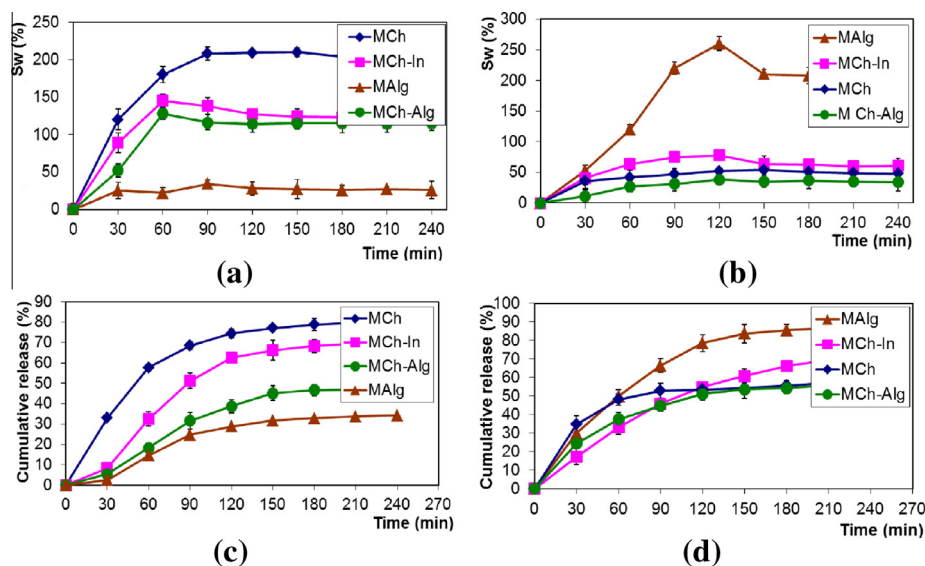 Sw (%)
250
200
150
100
50
0
0 30 60 90 120 150 180 210 240
Time (min)
MCh
MCh-In
MAlg
MCh-Alg
(a)
Sw (%)
300
250
200
150
100
50
0
0 30 60 90 120 150 180 210 240
Time (min)
MAlg
MCh-In
MCh
M Ch-Alg
(b)
Cumulative release (%)
90
80
70
60
50
40
30
20
10
0
0 30 60 90 120 150 180 210 240 270
Time (min)
MCh
MCh-In
MCh-Alg
MAlg
(c)
Cumulative release (%)
100
90
80
70
60
50
40
30
20
10
0
0 30 60 90 120 150 180 210 240 270
Time (min)
MAlg
MCh-In
MCh
MCh-Alg
(d)